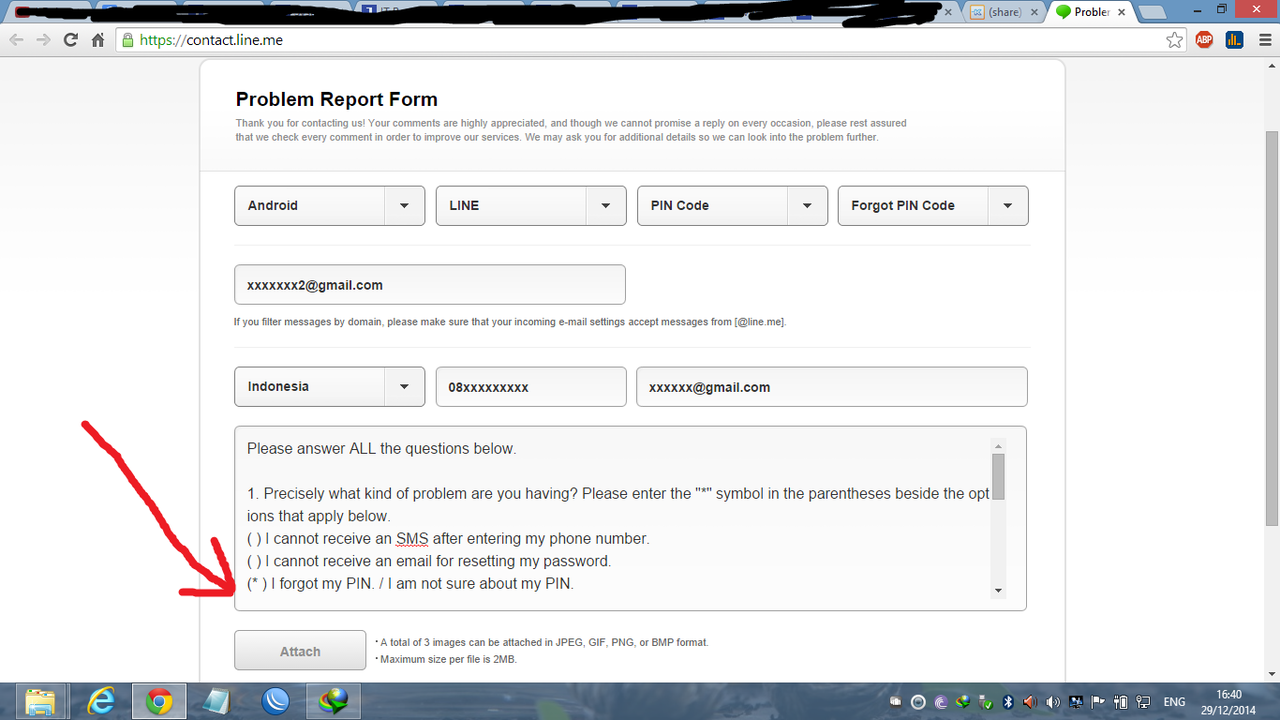 (share)
Probler
https://contact.line.me
ABP
Problem Report Form
Thank you for contacting us! Your comments are highly appreciated, and though we cannot promise a reply on every occasion, please rest assured
that we check every comment in order to improve our services. We may ask you for additional details so we can look into the problem further.
Android
LINE
PIN Code
Forgot PIN Code
xxxxxxx2@gmail.com
If you filter messages by domain, please make sure that your incoming e-mail settings accept messages from [@line.me].
Indonesia
08xxxxxxxxx
xxxxxx@gmail.com
Please answer ALL the questions below.
1. Precisely what kind of problem are you having? Please enter the "*" symbol in the parentheses beside the opt
ions that apply below.
( ) I cannot receive an SMS after entering my phone number.
( ) I cannot receive an email for resetting my password.
(* ) I forgot my PIN. / I am not sure about my PIN.
Attach
· A total of 3 images can be attached in JPEG, GIF, PNG, or BMP format.
· Maximum size per file is 2MB.
ENG
16:40
29/12/2014